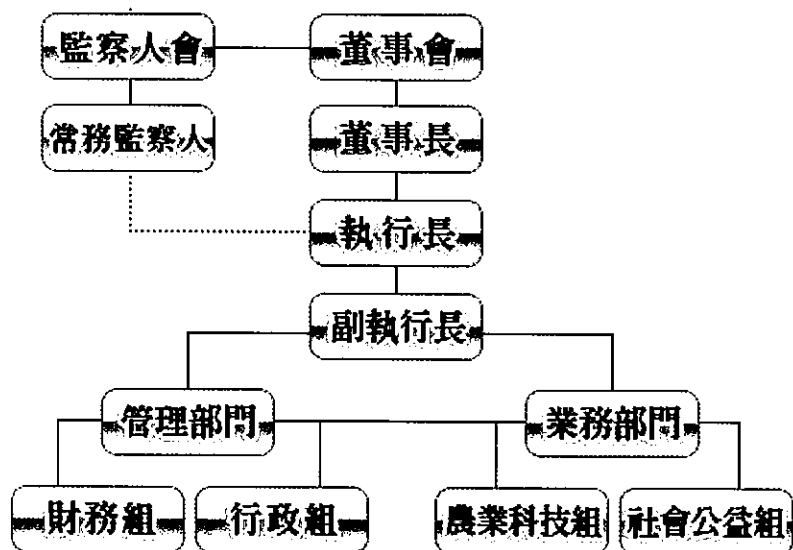 監察人會
董事會
常務監察人
董事長
執行長
副執行長
管理部門
業務部門
財務組
行政組
農業科技組
社會公益組